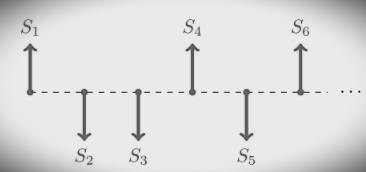 S₁ S₄ S₆
...
S₂ S₃ S₅